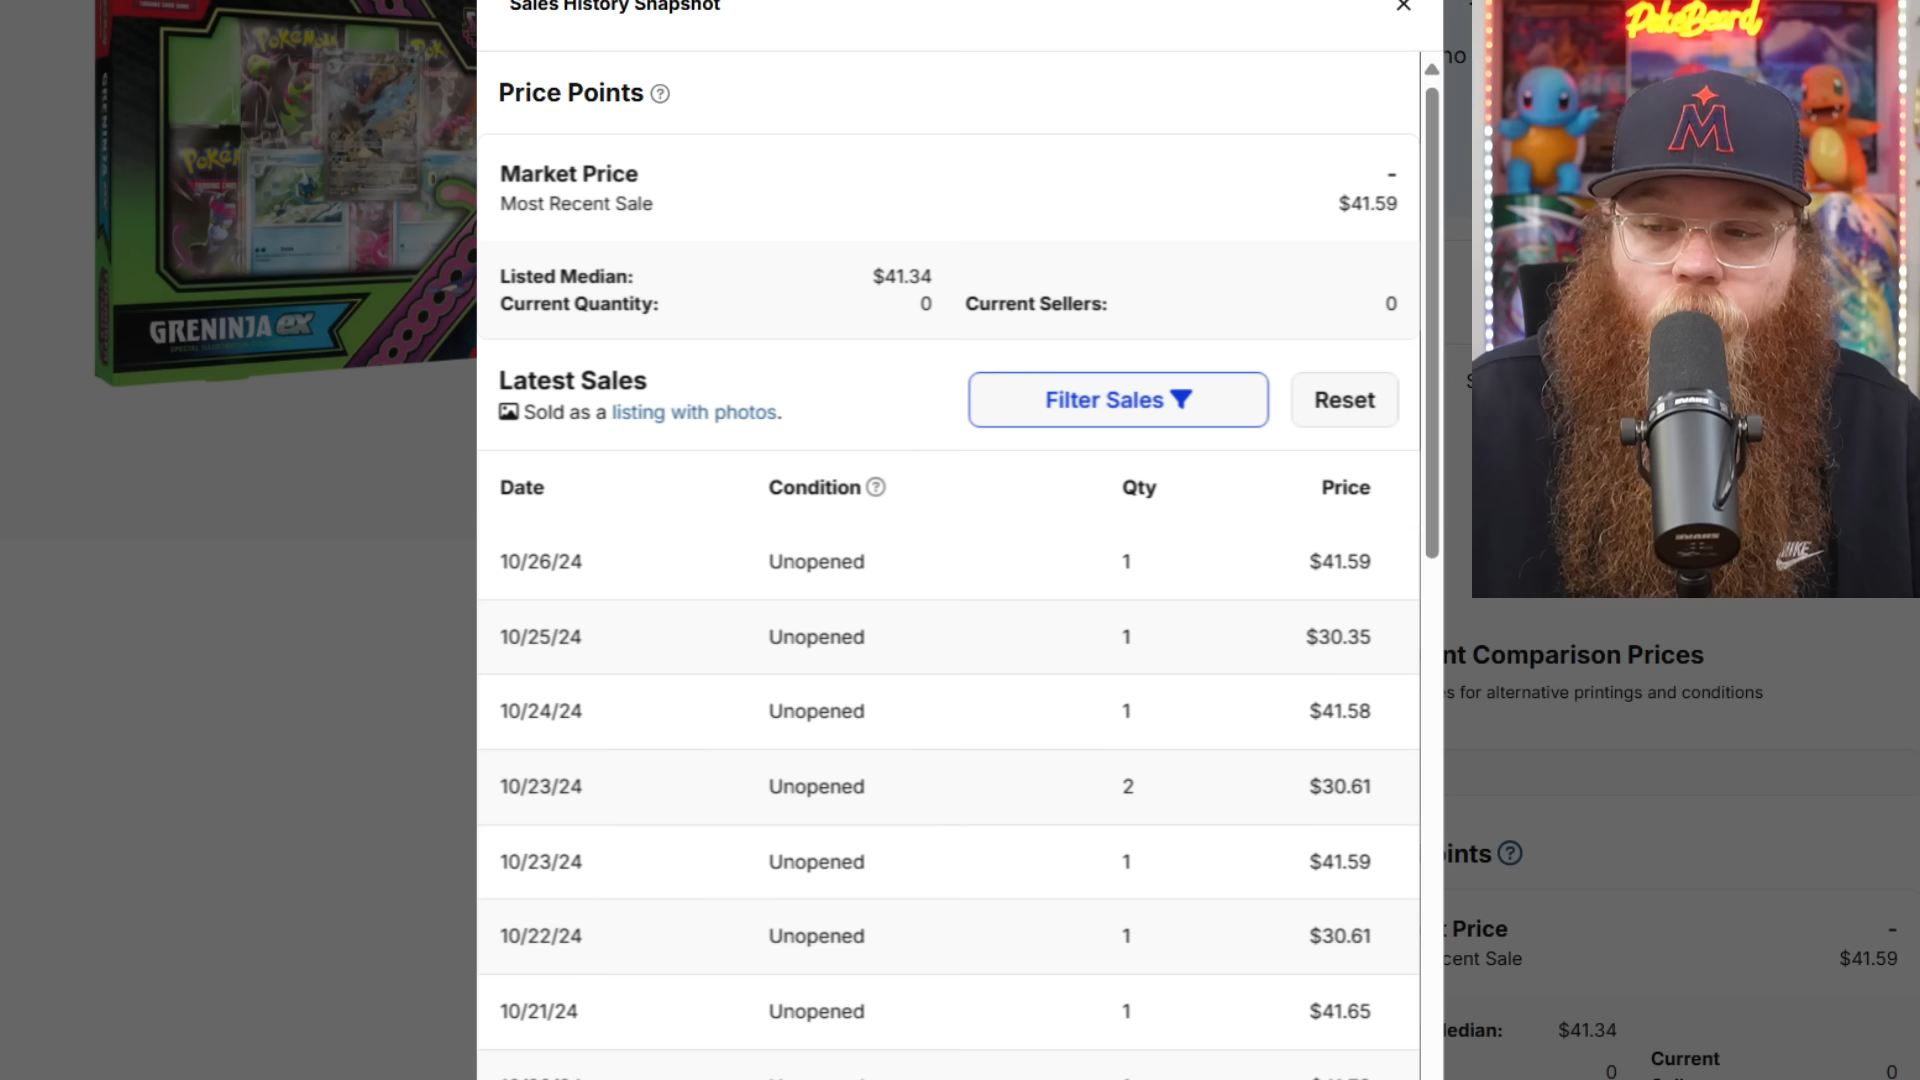 Sales History Snapshot
Price Points ?
Market Price -
Most Recent Sale $41.59
Listed Median: $41.34
Current Quantity: 0 Current Sellers: 0
Latest Sales
Sold as a listing with photos.
Filter Sales
Reset
Date Condition ? Qty Price
10/26/24 Unopened 1 $41.59
10/25/24 Unopened 1 $30.35
10/24/24 Unopened 1 $41.58
10/23/24 Unopened 2 $30.61
10/23/24 Unopened 1 $41.59
10/22/24 Unopened 1 $30.61
10/21/24 Unopened 1 $41.65
Pokémon
GRENINJA ex
PokeBeard
M
NIKE
nt Comparison Prices
s for alternative printings and conditions
ints ?
Price -
cent Sale $41.59
edian: $41.34
Current
0 0